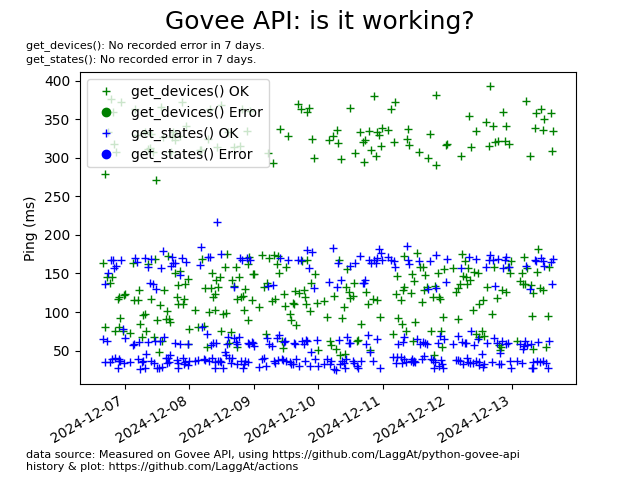 Govee API: is it working?
get_devices(): No recorded error in 7 days.
get_states(): No recorded error in 7 days.
get_devices() OK
get_devices() Error
get_states() OK
get_states() Error
Ping (ms)
400
350
300
250
200
150
100
50
2024-12-07
2024-12-08
2024-12-09
2024-12-10
2024-12-11
2024-12-12
2024-12-13
data source: Measured on Govee API, using https://github.com/LaggAt/python-govee-api
history & plot: https://github.com/LaggAt/actions